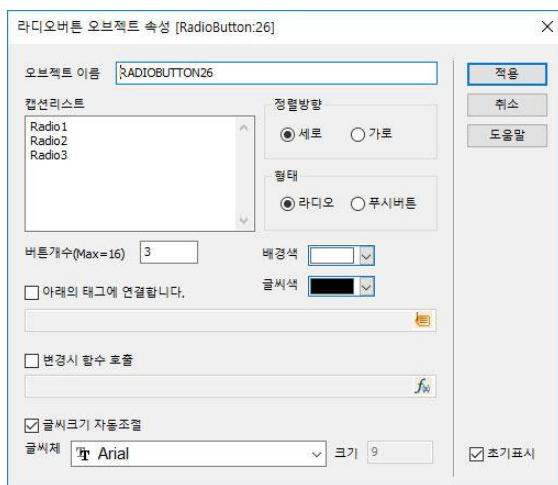 라디오버튼 오브젝트 속성 [RadioButton:26]
오브젝트 이름 RADIOBUTTON26
적용
취소
도움말
캡션리스트
Radio1
Radio2
Radio3
정렬방향
세로 가로
형태
라디오 푸시버튼
버튼개수(Max=16) 3
배경색
글씨색
아래의 태그에 연결합니다.
변경시 함수 호출
글씨크기 자동조절
글씨체 Arial 크기 9
초기표시